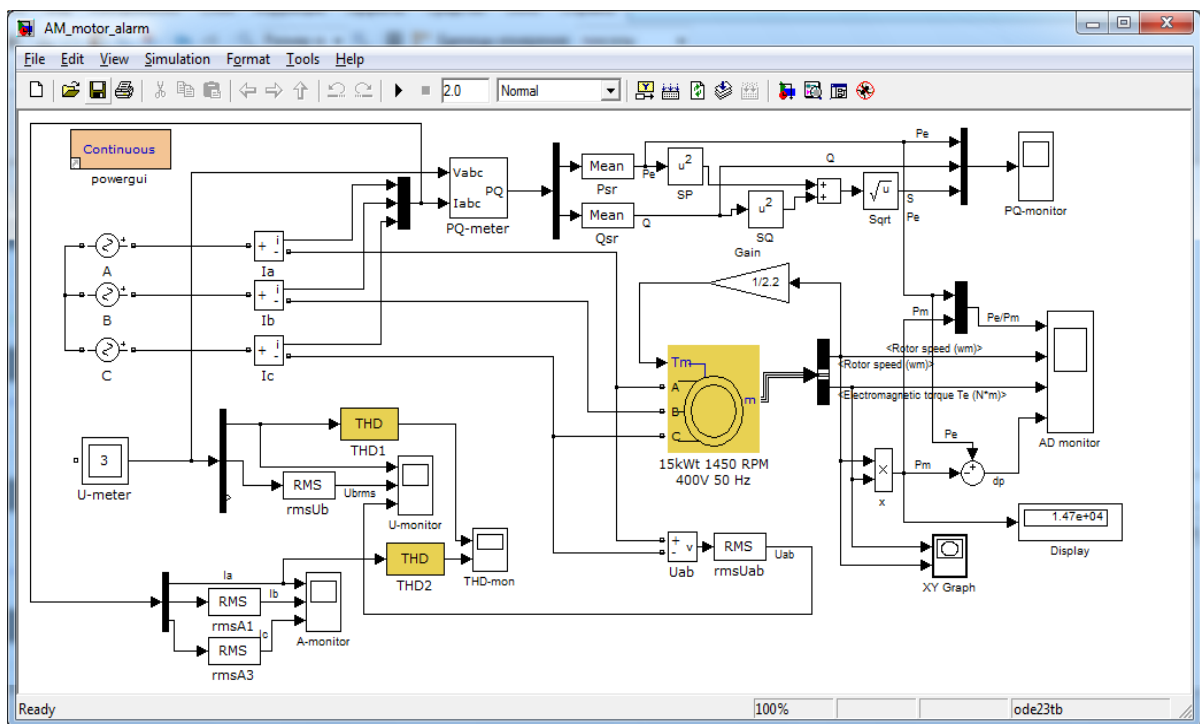 AM_motor_alarm
File Edit View Simulation Format Tools Help
2.0 Normal
Continuous
powergui
Vabc
Iabc
PQ
PQ-meter
Mean
Psr
Pe
Mean
Qsr
Q
u²
SP
u²
SQ
+
+
√u
Sqrt
Pe
Q
S
Pe
PQ-monitor
Gain
1/2.2
A
B
C
+ i
-
Ia
+ i
-
Ib
+ i
-
Ic
Tm
A
B
C
m
15kWt 1450 RPM
400V 50 Hz
Pm
Pe/Pm
<Rotor speed (wm)>
<Rotor speed (wm)>
<Electromagnetic torque Te (N*m)>
AD monitor
Pe
Pm
×
x
dp
1.47e+04
Display
XY Graph
3
U-meter
THD
THD1
RMS
rmsUb
Ubrms
U-monitor
THD
THD2
THD-mon
+
-
v
Uab
RMS
rmsUab
Uab
Ia
Ib
RMS
rmsA1
Ic
RMS
rmsA3
A-monitor
Ready 100% ode23tb